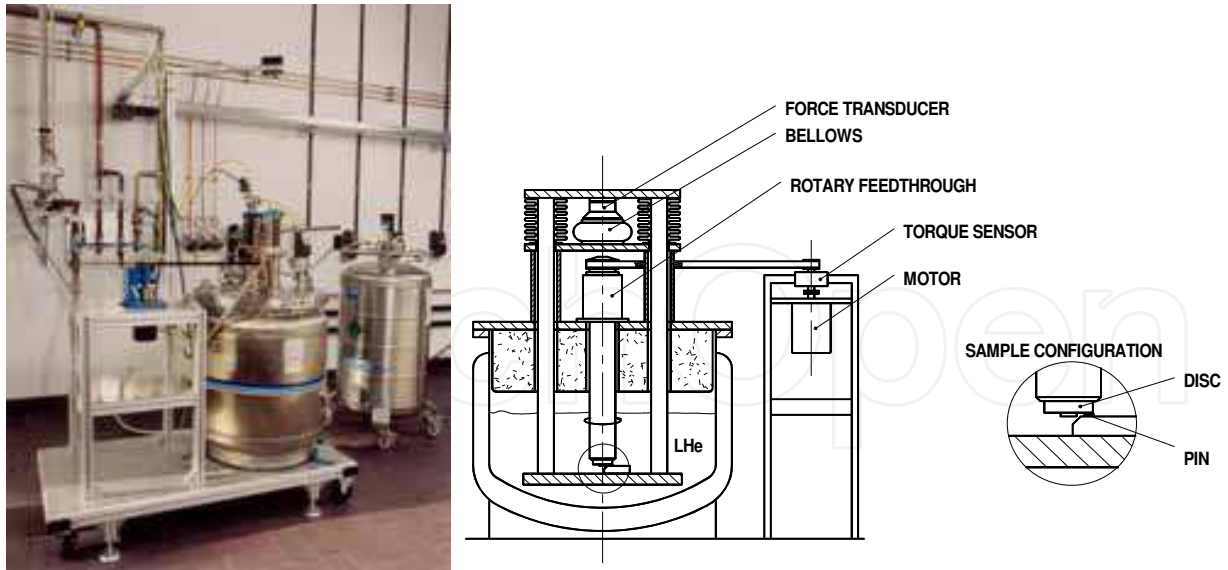 FORCE TRANSDUCER
BELLOWS
ROTARY FEEDTHROUGH
TORQUE SENSOR
MOTOR
SAMPLE CONFIGURATION
DISC
LHe
PIN